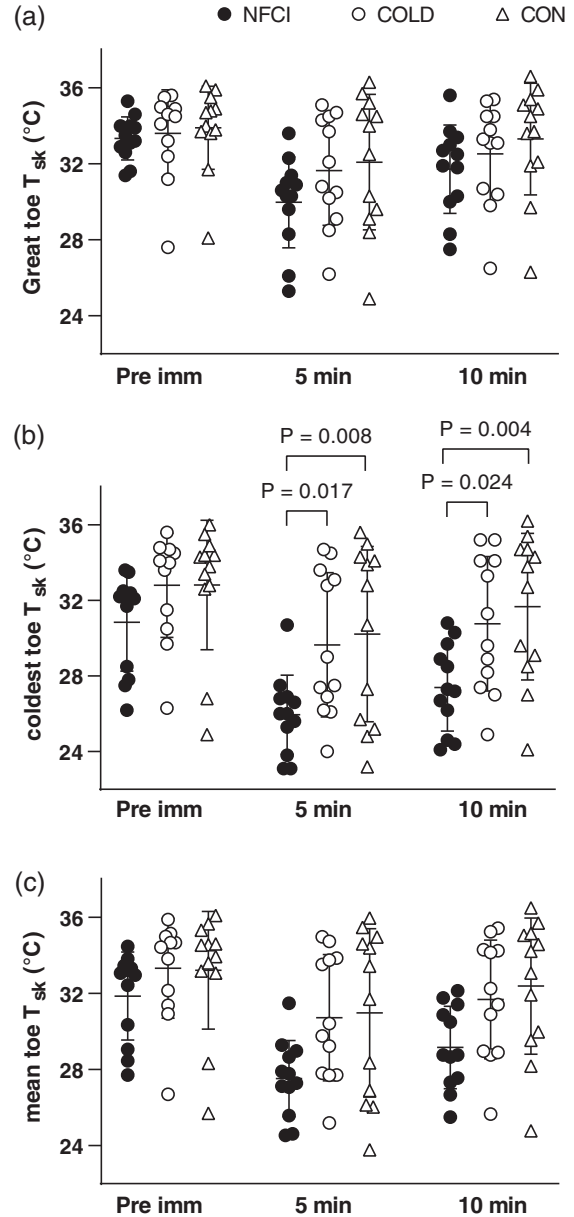 (a) NFCI COLD CON
Great toe Tsk (°C)
36
32
28
24
Pre imm 5 min 10 min
(b)
P = 0.008 P = 0.004
P = 0.017 P = 0.024
coldest toe Tsk (°C)
36
32
28
24
Pre imm 5 min 10 min
(c)
mean toe Tsk (°C)
36
32
28
24
Pre imm 5 min 10 min